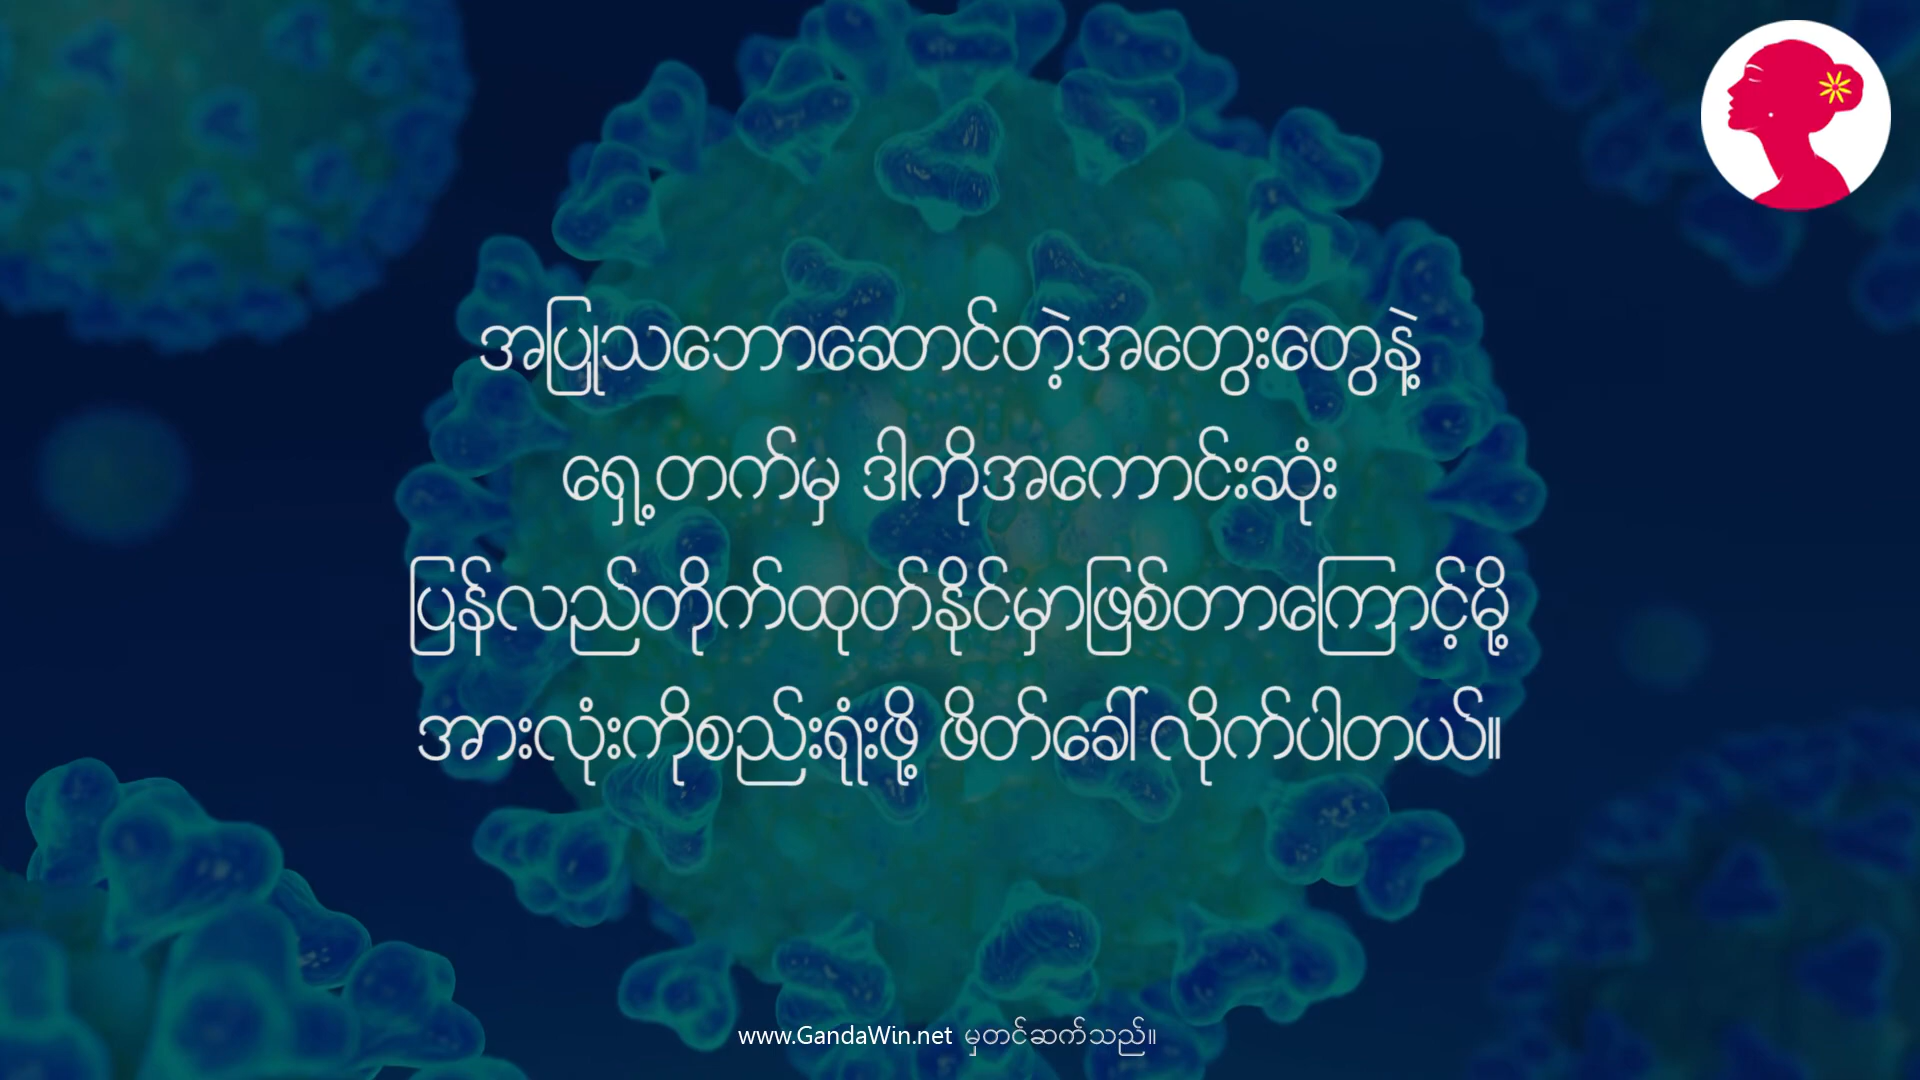 အပြုသဘောဆောင်တဲ့အတွေးတွေနဲ့
ရှေ့တက်မှ ဒါကိုအကောင်းဆုံး
ပြန်လည်တိုက်ထုတ်နိုင်မှာဖြစ်တာကြောင့်မို့
အားလုံးကိုစည်းရုံးဖို့ ဖိတ်ခေါ်လိုက်ပါတယ်။
www.GandaWin.net မှတင်ဆက်သည်။